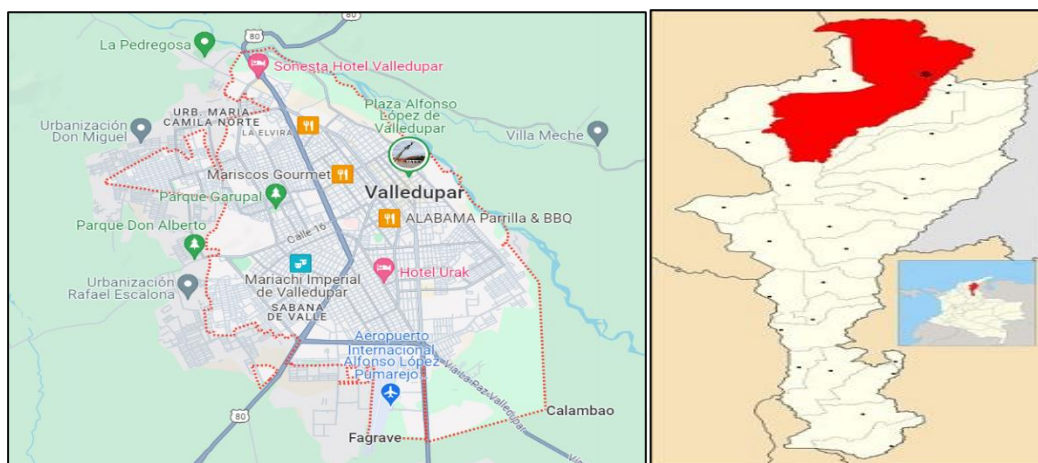 80
La Pedregosa
80
Sonesta Hotel Valledupar
Plaza Alfonso
López de
Valledupar
URB. MARÍA
CAMILA NORTE
Urbanización
Don Miguel
LA ELVIRA
Villa Meche
Mariscos Gourmet
Valledupar
Parque Garupal
ALABAMA Parrilla & BBQ
Parque Don Alberto
Calle 16
Urbanización
Rafael Escalona
Mariachi Imperial
de Valledupar
Hotel Urak
SABANA
DE VALLE
Aeropuerto
Internacional
Alfonso López
Pumarejo
Via La Paz-Valledupar
80
Calambao
Fagrave